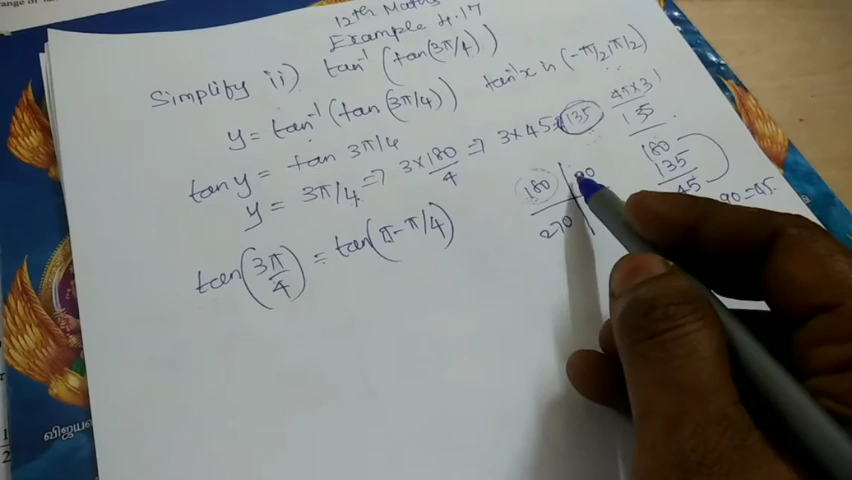 12th Maths
Example 4.17
Simplify ii) tan⁻¹ (tan(3π/4))
y = tan⁻¹ (tan(3π/4)) tan⁻¹x is (-π/2, π/2)
tan y = tan 3π/4
y = 3π/4 ⇒ 3×180/4 ⇒ 3×45 ⇒ 135
45×3
135
180
135
45
90-45
180 90
270
tan(3π/4) = tan(π-π/4)